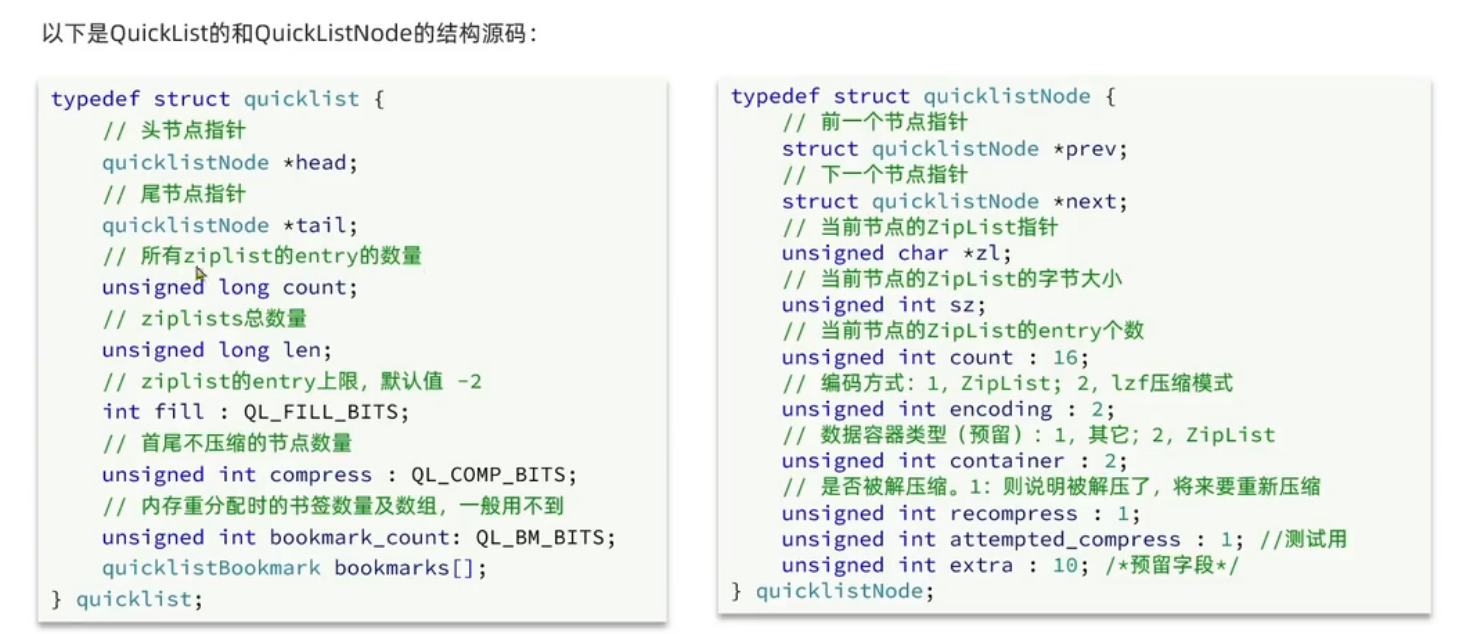 以下是QuickList的和QuickListNode的结构源码：
typedef struct quicklist {
// 头节点指针
quicklistNode *head;
// 尾节点指针
quicklistNode *tail;
// 所有ziplist的entry的数量
unsigned long count;
// ziplists总数量
unsigned long len;
// ziplist的entry上限，默认值 -2
int fill : QL_FILL_BITS;
// 首尾不压缩的节点数量
unsigned int compress : QL_COMP_BITS;
// 内存重分配时的书签数量及数组，一般用不到
unsigned int bookmark_count: QL_BM_BITS;
quicklistBookmark bookmarks[];
} quicklist;
typedef struct quicklistNode {
// 前一个节点指针
struct quicklistNode *prev;
// 下一个节点指针
struct quicklistNode *next;
// 当前节点的ZipList指针
unsigned char *zl;
// 当前节点的ZipList的字节大小
unsigned int sz;
// 当前节点的ZipList的entry个数
unsigned int count : 16;
// 编码方式：1，ZipList; 2，lzf压缩模式
unsigned int encoding : 2;
// 数据容器类型（预留）：1，其它；2，ZipList
unsigned int container : 2;
// 是否被解压缩。1：则说明被解压了，将来要重新压缩
unsigned int recompress : 1;
unsigned int attempted_compress : 1; //测试用
unsigned int extra : 10; /*预留字段*/
} quicklistNode;